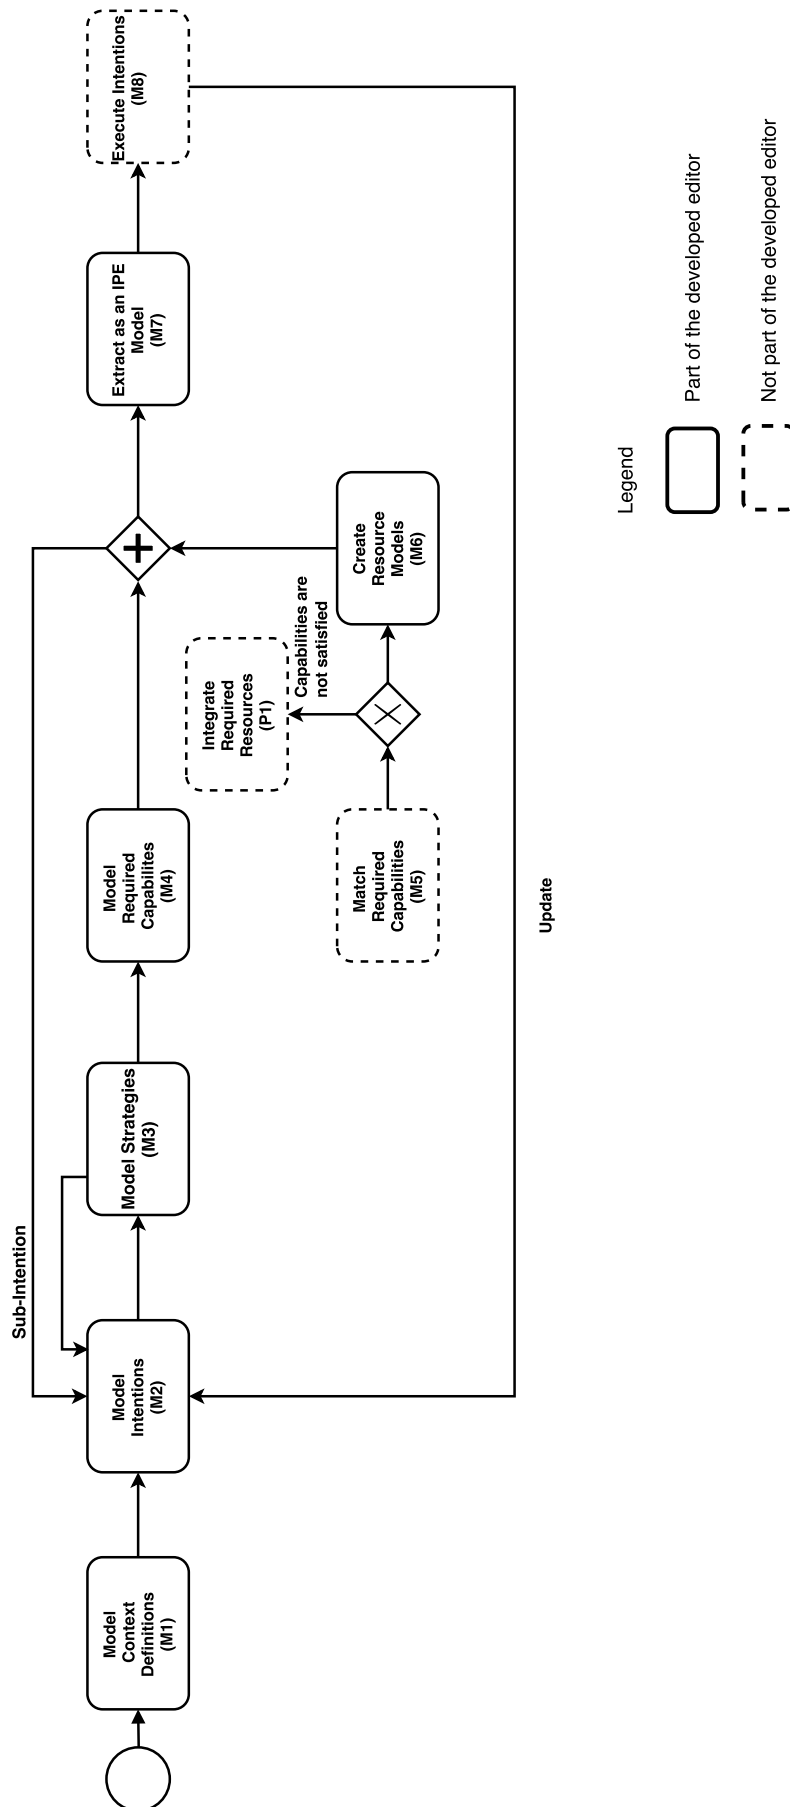 Sub-Intention
Model
Context
Definitions
(M1)
Model
Intentions
(M2)
Model Strategies
(M3)
Model
Required
Capabilites
(M4)
Extract as an IPE
Model
(M7)
Execute Intentions
(M8)
Integrate
Required
Resources
(P1)
Capabilities are
not satisfied
Match
Required
Capabilities
(M5)
Create
Resource
Models
(M6)
Update
Legend
Part of the developed editor
Not part of the developed editor